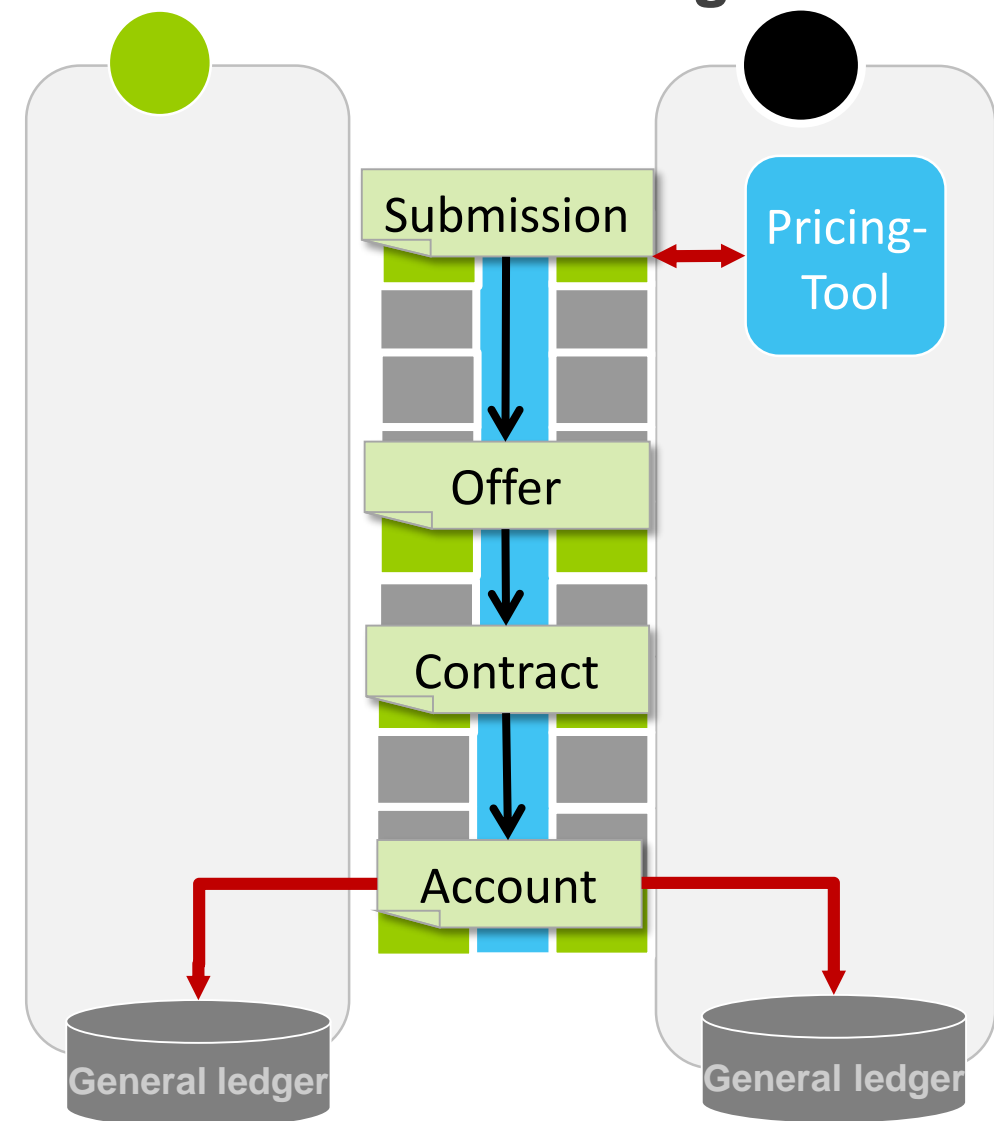 Submission
Pricing-
Tool
Offer
Contract
Account
General ledger
General ledger